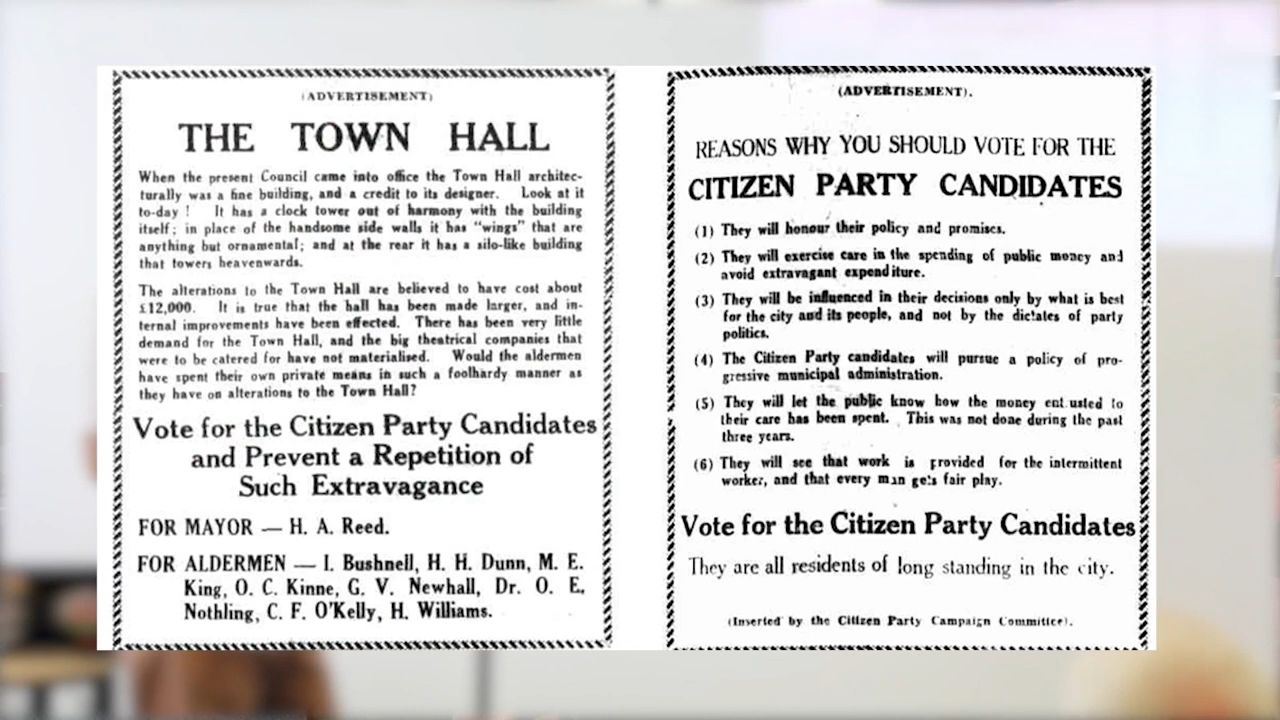 (ADVERTISEMENT)
THE TOWN HALL
When the present Council came into office the Town Hall architec-
turally was a fine building, and a credit to its designer. Look at it
to-day ! It has a clock tower out of harmony with the building
itself; in place of the handsome side walls it has "wings" that are
anything but ornamental; and at the rear it has a silo-like building
that towers heavenwards.
The alterations to the Town Hall are believed to have cost about
£12,000. It is true that the hall has been made larger, and in-
ternal improvements have been effected. There has been very little
demand for the Town Hall, and the big theatrical companies that
were to be catered for have not materialised. Would the aldermen
have spent their own private means in such a foolhardy manner as
they have on alterations to the Town Hall?
Vote for the Citizen Party Candidates
and Prevent a Repetition of
Such Extravagance
FOR MAYOR — H. A. Reed.
FOR ALDERMEN — I. Bushnell, H. H. Dunn, M. E.
King, O. C. Kinne, G. V. Newhall, Dr. O. E.
Nothling, C. F. O'Kelly, H. Williams.
(ADVERTISEMENT).
REASONS WHY YOU SHOULD VOTE FOR THE
CITIZEN PARTY CANDIDATES
(1) They will honour their policy and promises.
(2) They will exercise care in the spending of public money and
avoid extravagant expenditure.
(3) They will be influenced in their decisions only by what is best
for the city and its people, and not by the dictates of party
politics.
(4) The Citizen Party candidates will pursue a policy of pro-
gressive municipal administration.
(5) They will let the public know how the money entrusted to
their care has been spent. This was not done during the past
three years.
(6) They will see that work is provided for the intermittent
worker, and that every man gets fair play.
Vote for the Citizen Party Candidates
They are all residents of long standing in the city.
(Inserted by the Citizen Party Campaign Committee).